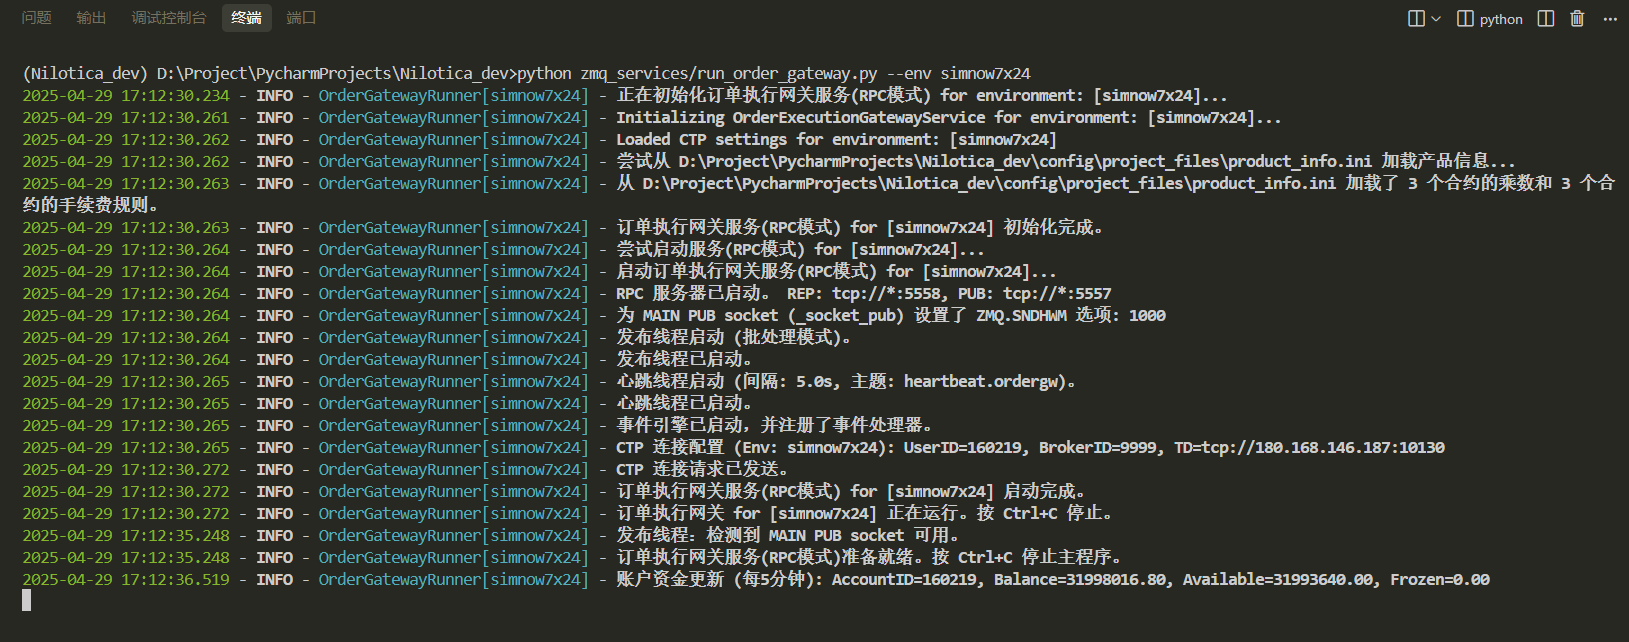 问题 输出 调试控制台 终端 端口 python
(Nilotica_dev) D:\Project\PycharmProjects\Nilotica_dev>python zmq_services/run_order_gateway.py --env simnow7x24
2025-04-29 17:12:30.234 - INFO - OrderGatewayRunner[simnow7x24] - 正在初始化订单执行网关服务(RPC模式) for environment: [simnow7x24]...
2025-04-29 17:12:30.261 - INFO - OrderGatewayRunner[simnow7x24] - Initializing OrderExecutionGatewayService for environment: [simnow7x24]...
2025-04-29 17:12:30.262 - INFO - OrderGatewayRunner[simnow7x24] - Loaded CTP settings for environment: [simnow7x24]
2025-04-29 17:12:30.262 - INFO - OrderGatewayRunner[simnow7x24] - 尝试从 D:\Project\PycharmProjects\Nilotica_dev\config\project_files\product_info.ini 加载产品信息...
2025-04-29 17:12:30.263 - INFO - OrderGatewayRunner[simnow7x24] - 从 D:\Project\PycharmProjects\Nilotica_dev\config\project_files\product_info.ini 加载了 3 个合约的乘数和 3 个合
约的手续费规则。
2025-04-29 17:12:30.263 - INFO - OrderGatewayRunner[simnow7x24] - 订单执行网关服务(RPC模式) for [simnow7x24] 初始化完成。
2025-04-29 17:12:30.264 - INFO - OrderGatewayRunner[simnow7x24] - 尝试启动服务(RPC模式) for [simnow7x24]...
2025-04-29 17:12:30.264 - INFO - OrderGatewayRunner[simnow7x24] - 启动订单执行网关服务(RPC模式) for [simnow7x24]...
2025-04-29 17:12:30.264 - INFO - OrderGatewayRunner[simnow7x24] - RPC 服务器已启动。 REP: tcp://*:5558, PUB: tcp://*:5557
2025-04-29 17:12:30.264 - INFO - OrderGatewayRunner[simnow7x24] - 为 MAIN PUB socket (_socket_pub) 设置了 ZMQ.SNDHWM 选项: 1000
2025-04-29 17:12:30.264 - INFO - OrderGatewayRunner[simnow7x24] - 发布线程启动 (批处理模式)。
2025-04-29 17:12:30.264 - INFO - OrderGatewayRunner[simnow7x24] - 发布线程已启动。
2025-04-29 17:12:30.265 - INFO - OrderGatewayRunner[simnow7x24] - 心跳线程启动 (间隔: 5.0s, 主题: heartbeat.ordergw)。
2025-04-29 17:12:30.265 - INFO - OrderGatewayRunner[simnow7x24] - 心跳线程已启动。
2025-04-29 17:12:30.265 - INFO - OrderGatewayRunner[simnow7x24] - 事件引擎已启动，并注册了事件处理器。
2025-04-29 17:12:30.265 - INFO - OrderGatewayRunner[simnow7x24] - CTP 连接配置 (Env: simnow7x24): UserID=160219, BrokerID=9999, TD=tcp://180.168.146.187:10130
2025-04-29 17:12:30.272 - INFO - OrderGatewayRunner[simnow7x24] - CTP 连接请求已发送。
2025-04-29 17:12:30.272 - INFO - OrderGatewayRunner[simnow7x24] - 订单执行网关服务(RPC模式) for [simnow7x24] 启动完成。
2025-04-29 17:12:30.272 - INFO - OrderGatewayRunner[simnow7x24] - 订单执行网关 for [simnow7x24] 正在运行。按 Ctrl+C 停止。
2025-04-29 17:12:35.248 - INFO - OrderGatewayRunner[simnow7x24] - 发布线程：检测到 MAIN PUB socket 可用。
2025-04-29 17:12:35.248 - INFO - OrderGatewayRunner[simnow7x24] - 订单执行网关服务(RPC模式)准备就绪。按 Ctrl+C 停止主程序。
2025-04-29 17:12:36.519 - INFO - OrderGatewayRunner[simnow7x24] - 账户资金更新 (每5分钟): AccountID=160219, Balance=31998016.80, Available=31993640.00, Frozen=0.00